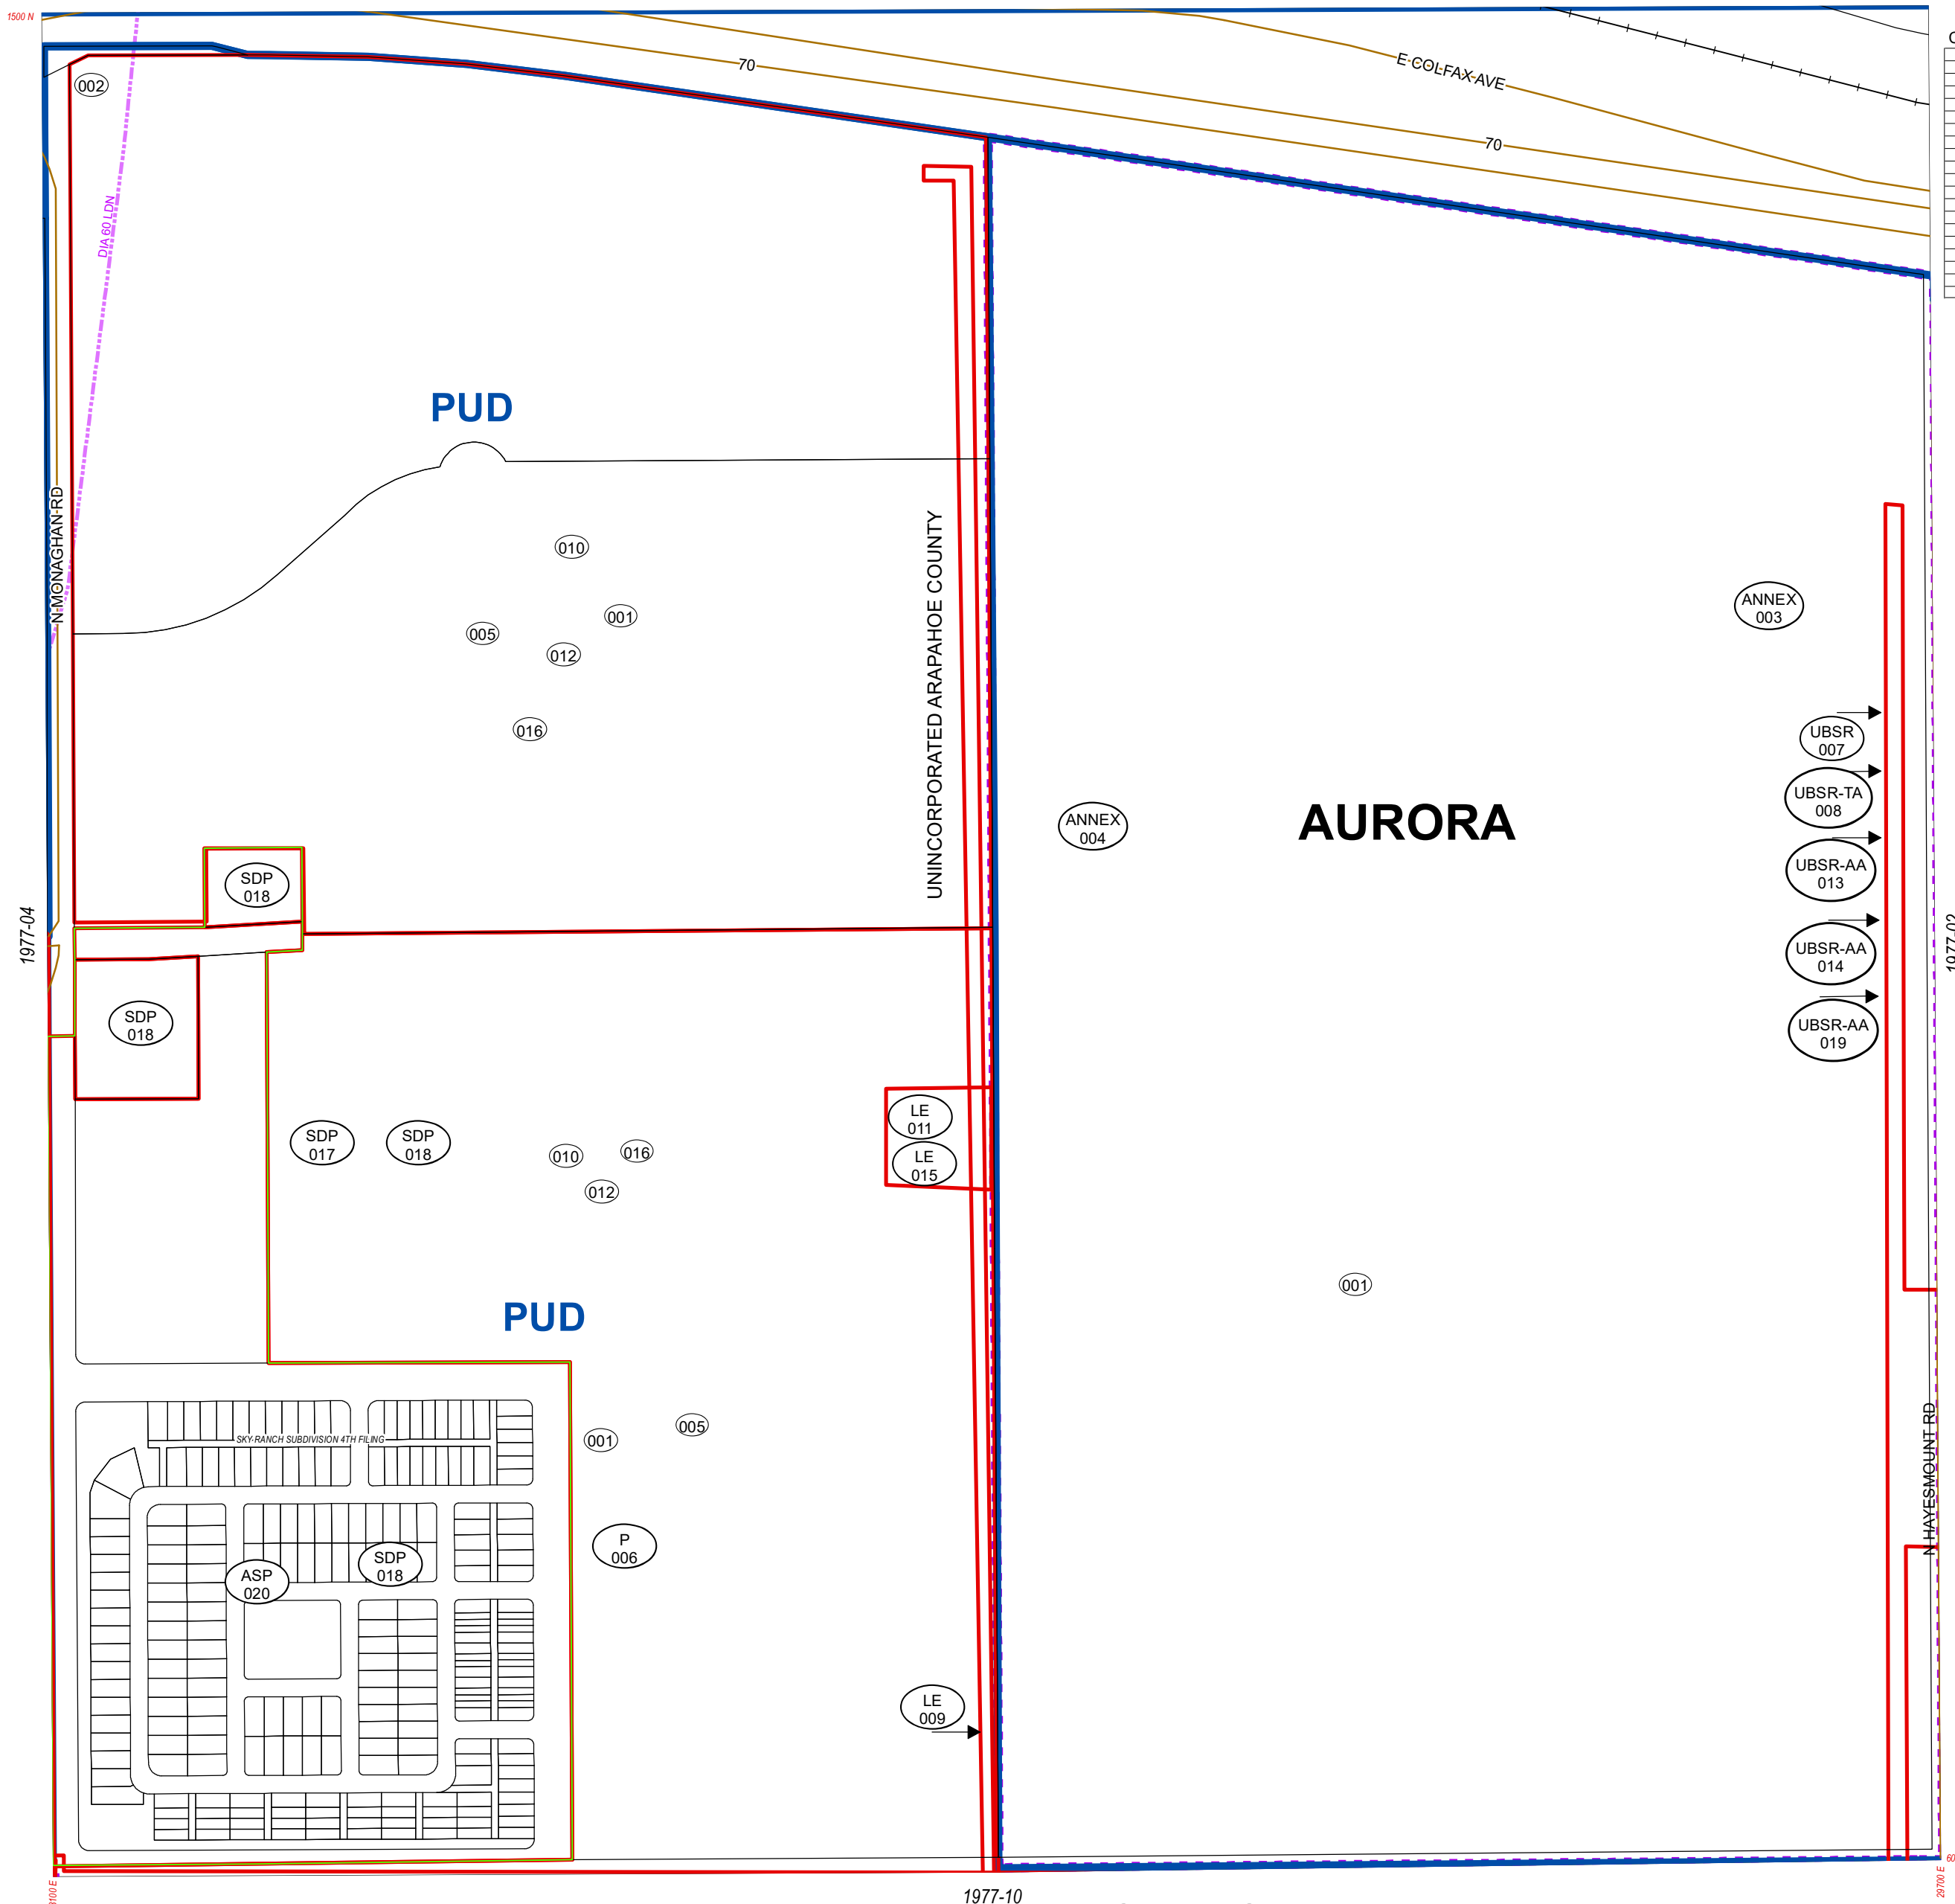 1500 N
002
70
E COLFAX AVE
70
DIA 60 LDN
PUD
N MONAGHAN RD
UNINCORPORATED ARAPAHOE COUNTY
010
001
005
012
016
ANNEX
003
UBSR
007
UBSR-TA
008
ANNEX
004
AURORA
UBSR-AA
013
SDP
018
1977-04
1977-02
UBSR-AA
014
SDP
018
UBSR-AA
019
LE
011
LE
015
SDP
017
SDP
018
010
016
012
001
PUD
005
001
SKY RANCH SUBDIVISION 4TH FILING
N HAYESMOUNT RD
P
006
SDP
018
ASP
020
LE
009
29700 E
1977-10